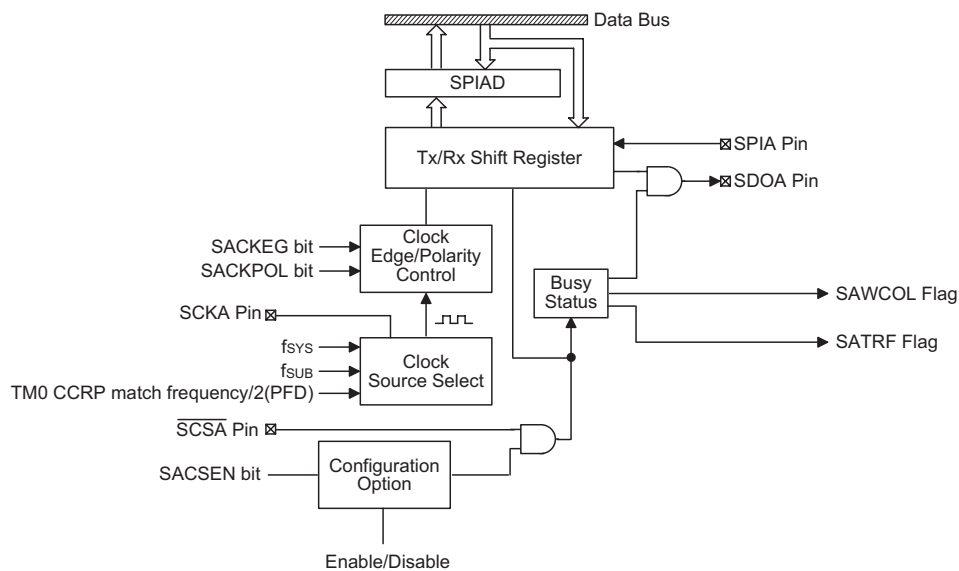 Data Bus
SPIAD
Tx/Rx Shift Register
SPIA Pin
SDOA Pin
SACKEG bit
SACKPOL bit
Clock
Edge/Polarity
Control
Busy
Status
SAWCOL Flag
SATRF Flag
SCKA Pin
fSYS
fSUB
TM0 CCRP match frequency/2(PFD)
Clock
Source Select
SCSA Pin
SACSEN bit
Configuration
Option
Enable/Disable